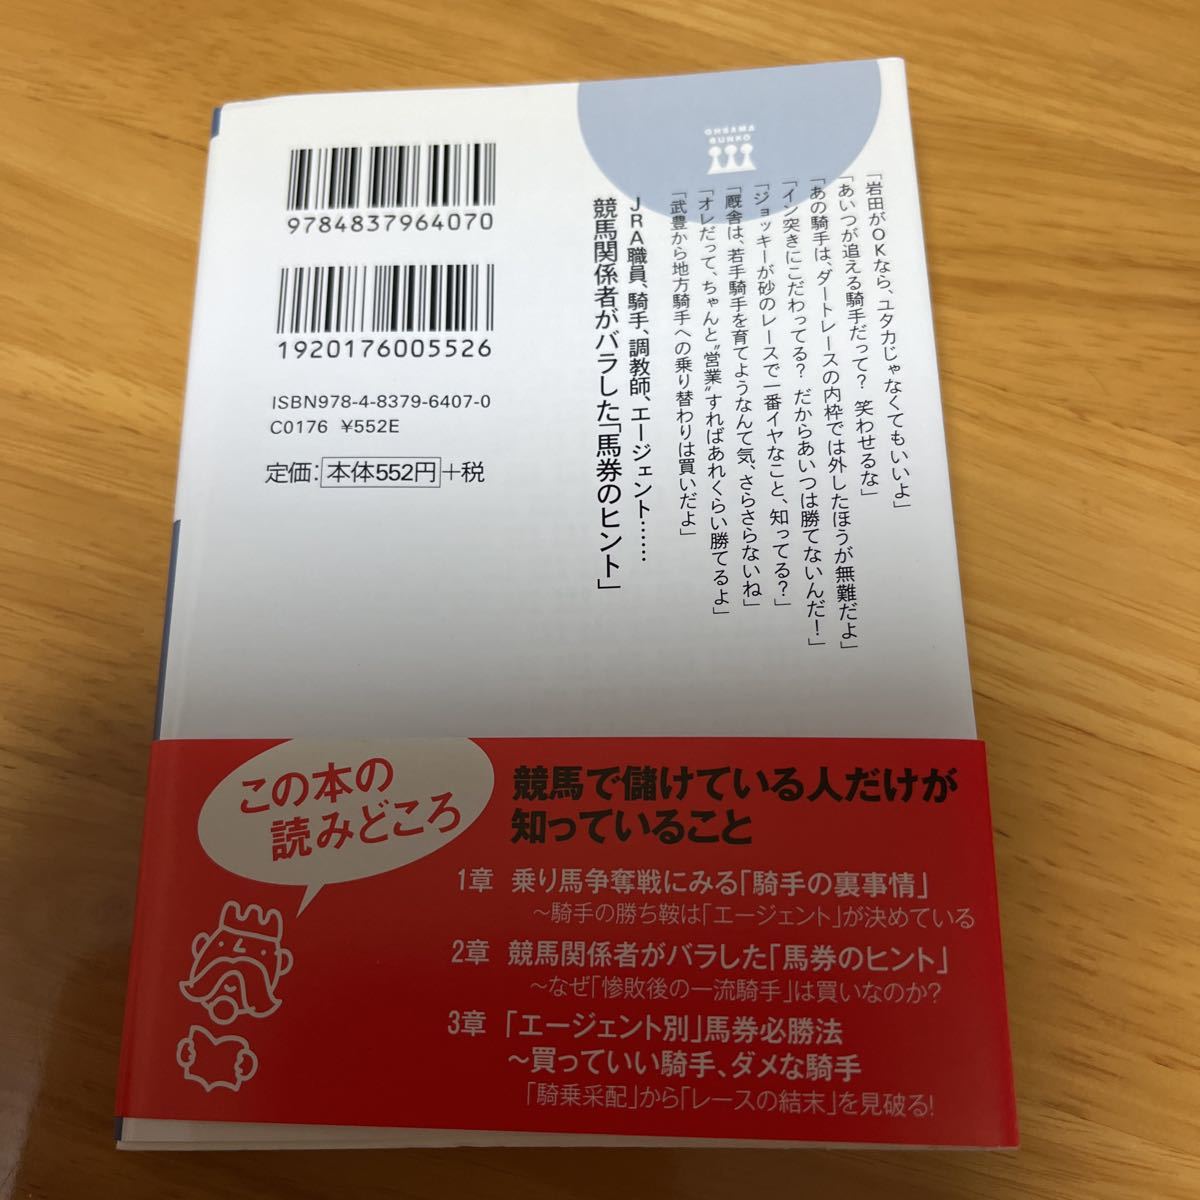 OHBAMA
BUNKO
「岩田がOKなら、ユタカじゃなくてもいいよ」
「あいつが追える騎手だって? 笑わせるな」
「あの騎手は、ダートレースの内枠では外したほうが無難だよ」
「イン突きにこだわってる? だからあいつは勝てないんだ!」
「ジョッキーが砂のレースで一番イヤなこと、知ってる?」
「厩舎は、若手騎手を育てようなんて気、さらさらないね」
「オレだって、ちゃんと“営業”すればあれくらい勝てるよ」
「武豊から地方騎手への乗り替わりは買いだよ」
JRA職員、騎手、調教師、エージェント……
競馬関係者がバラした「馬券のヒント」
9784837964070
1920176005526
ISBN978-4-8379-6407-0
C0176 ¥552E
定価:本体552円+税
この本の
読みどころ
競馬で儲けている人だけが
知っていること
1章 乗り馬争奪戦にみる「騎手の裏事情」
〜騎手の勝ち鞍は「エージェント」が決めている
2章 競馬関係者がバラした「馬券のヒント」
〜なぜ「惨敗後の一流騎手」は買いなのか?
3章 「エージェント別」馬券必勝法
〜買っていい騎手、ダメな騎手
「騎乗采配」から「レースの結末」を見破る!